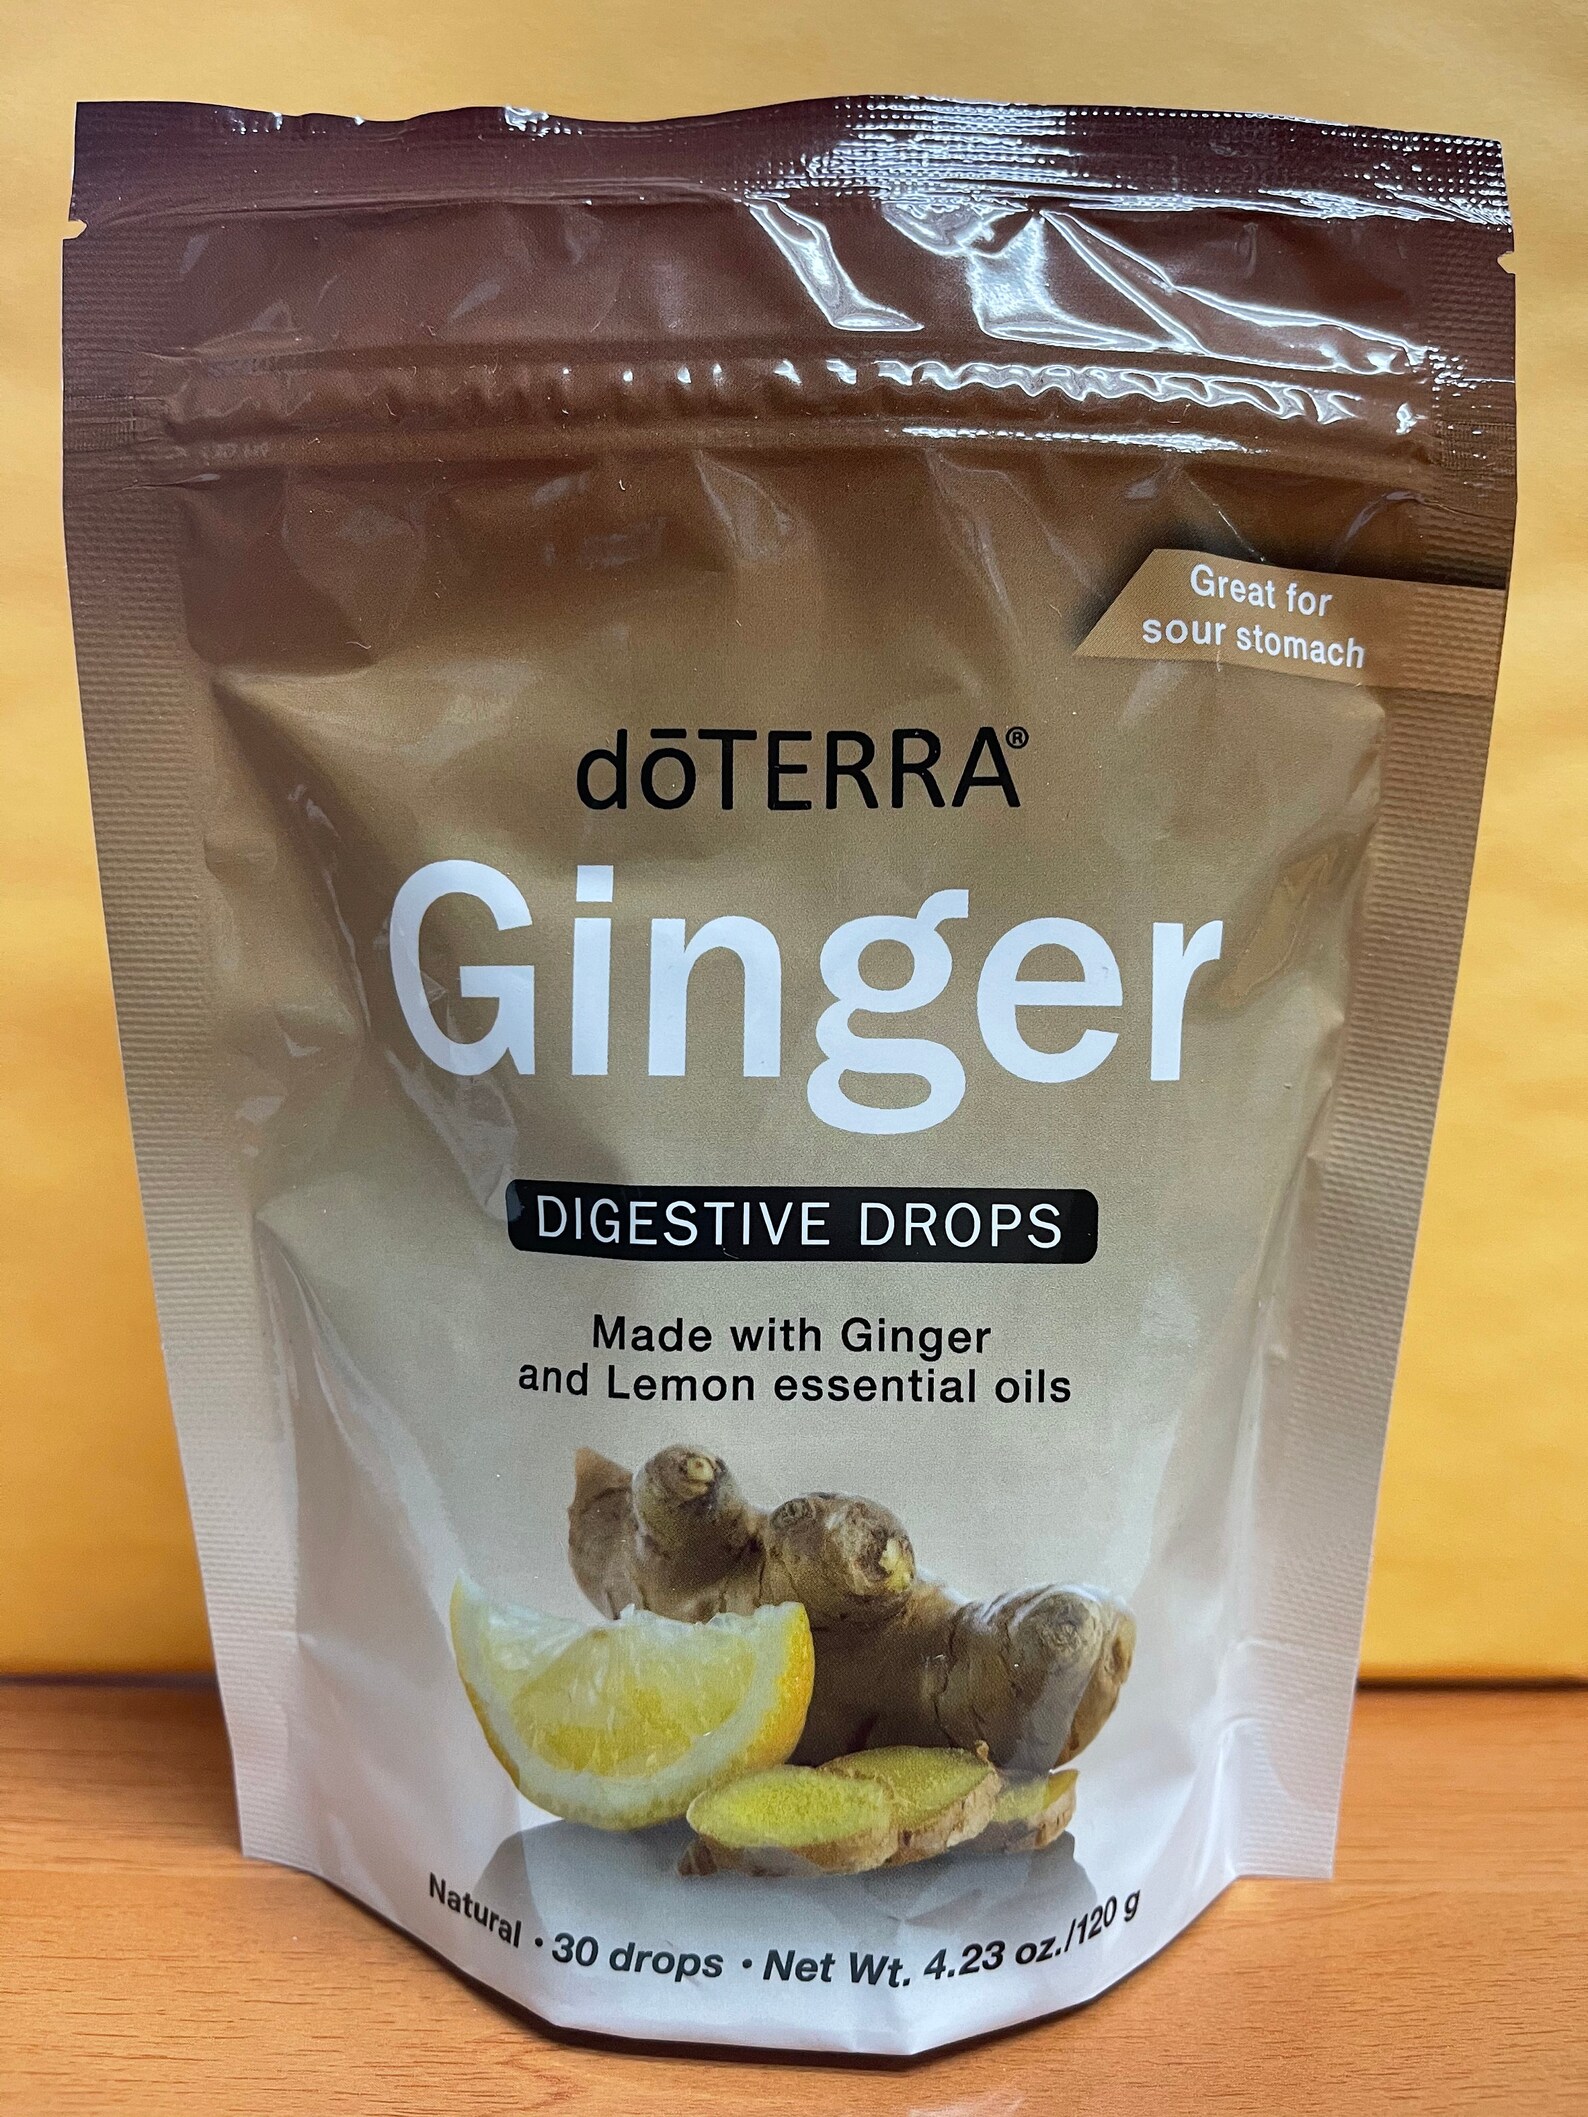 Great for
sour stomach
dōTERRA®
Ginger
DIGESTIVE DROPS
Made with Ginger
and Lemon essential oils
Natural • 30 drops • Net Wt. 4.23 oz./120 g